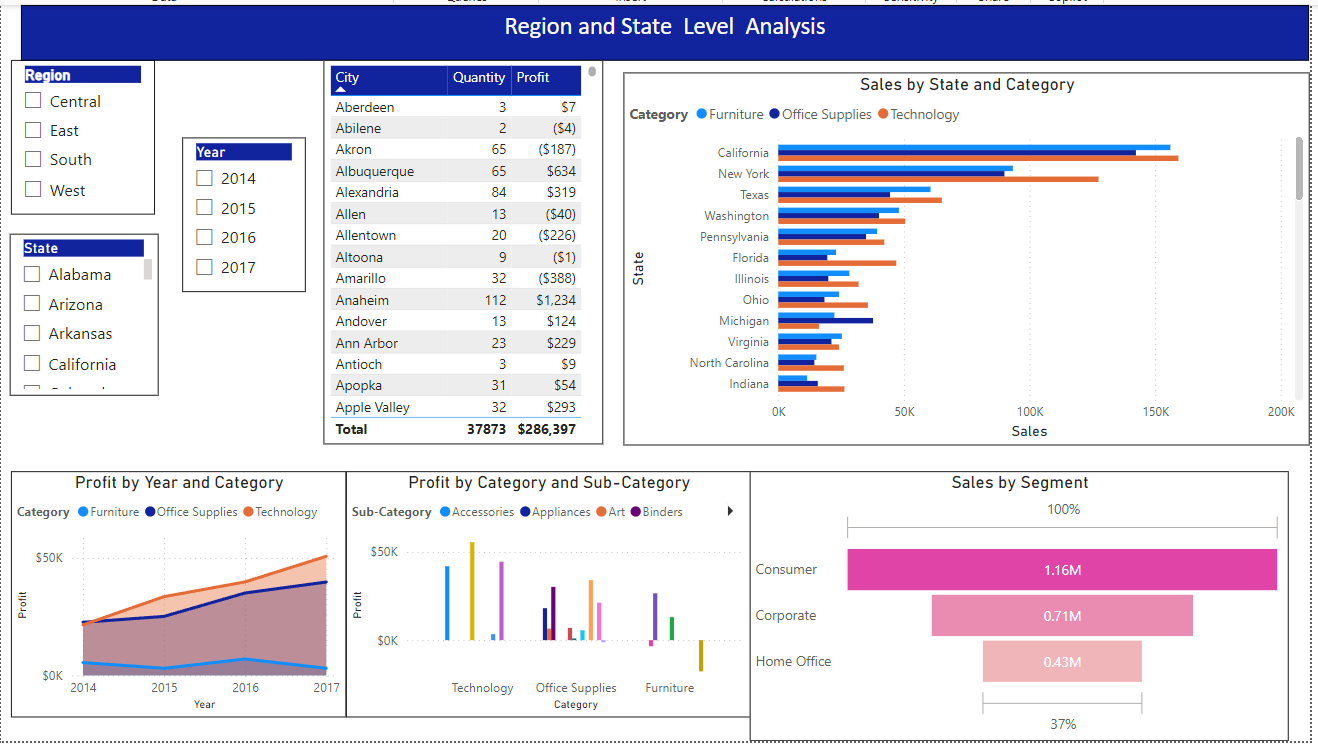 Region and State Level Analysis
Region
Central
East
South
West
Year
2014
2015
2016
2017
State
Alabama
Arizona
Arkansas
California
City Quantity Profit
Aberdeen 3 $7
Abilene 2 ($4)
Akron 65 ($187)
Albuquerque 65 $634
Alexandria 84 $319
Allen 13 ($40)
Allentown 20 ($226)
Altoona 9 ($1)
Amarillo 32 ($388)
Anaheim 112 $1,234
Andover 13 $124
Ann Arbor 23 $229
Antioch 3 $9
Apopka 31 $54
Apple Valley 32 $293
Total 37873 $286,397
Sales by State and Category
Category Furniture Office Supplies Technology
State
California
New York
Texas
Washington
Pennsylvania
Florida
Illinois
Ohio
Michigan
Virginia
North Carolina
Indiana
0K 50K 100K 150K 200K
Sales
Profit by Year and Category
Category Furniture Office Supplies Technology
Profit
$50K
$0K
2014 2015 2016 2017
Year
Profit by Category and Sub-Category
Sub-Category Accessories Appliances Art Binders
Profit
$50K
$0K
Technology Office Supplies Furniture
Category
Sales by Segment
100%
Consumer 1.16M
Corporate 0.71M
Home Office 0.43M
37%